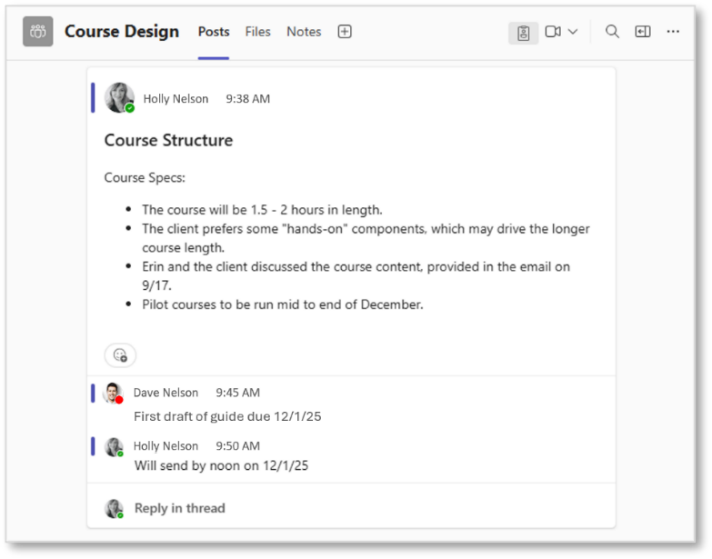 Course Design Posts Files Notes
Holly Nelson 9:38 AM
Course Structure
Course Specs:
• The course will be 1.5 - 2 hours in length.
• The client prefers some "hands-on" components, which may drive the longer
course length.
• Erin and the client discussed the course content, provided in the email on
9/17.
• Pilot courses to be run mid to end of December.
Dave Nelson 9:45 AM
First draft of guide due 12/1/25
Holly Nelson 9:50 AM
Will send by noon on 12/1/25
Reply in thread